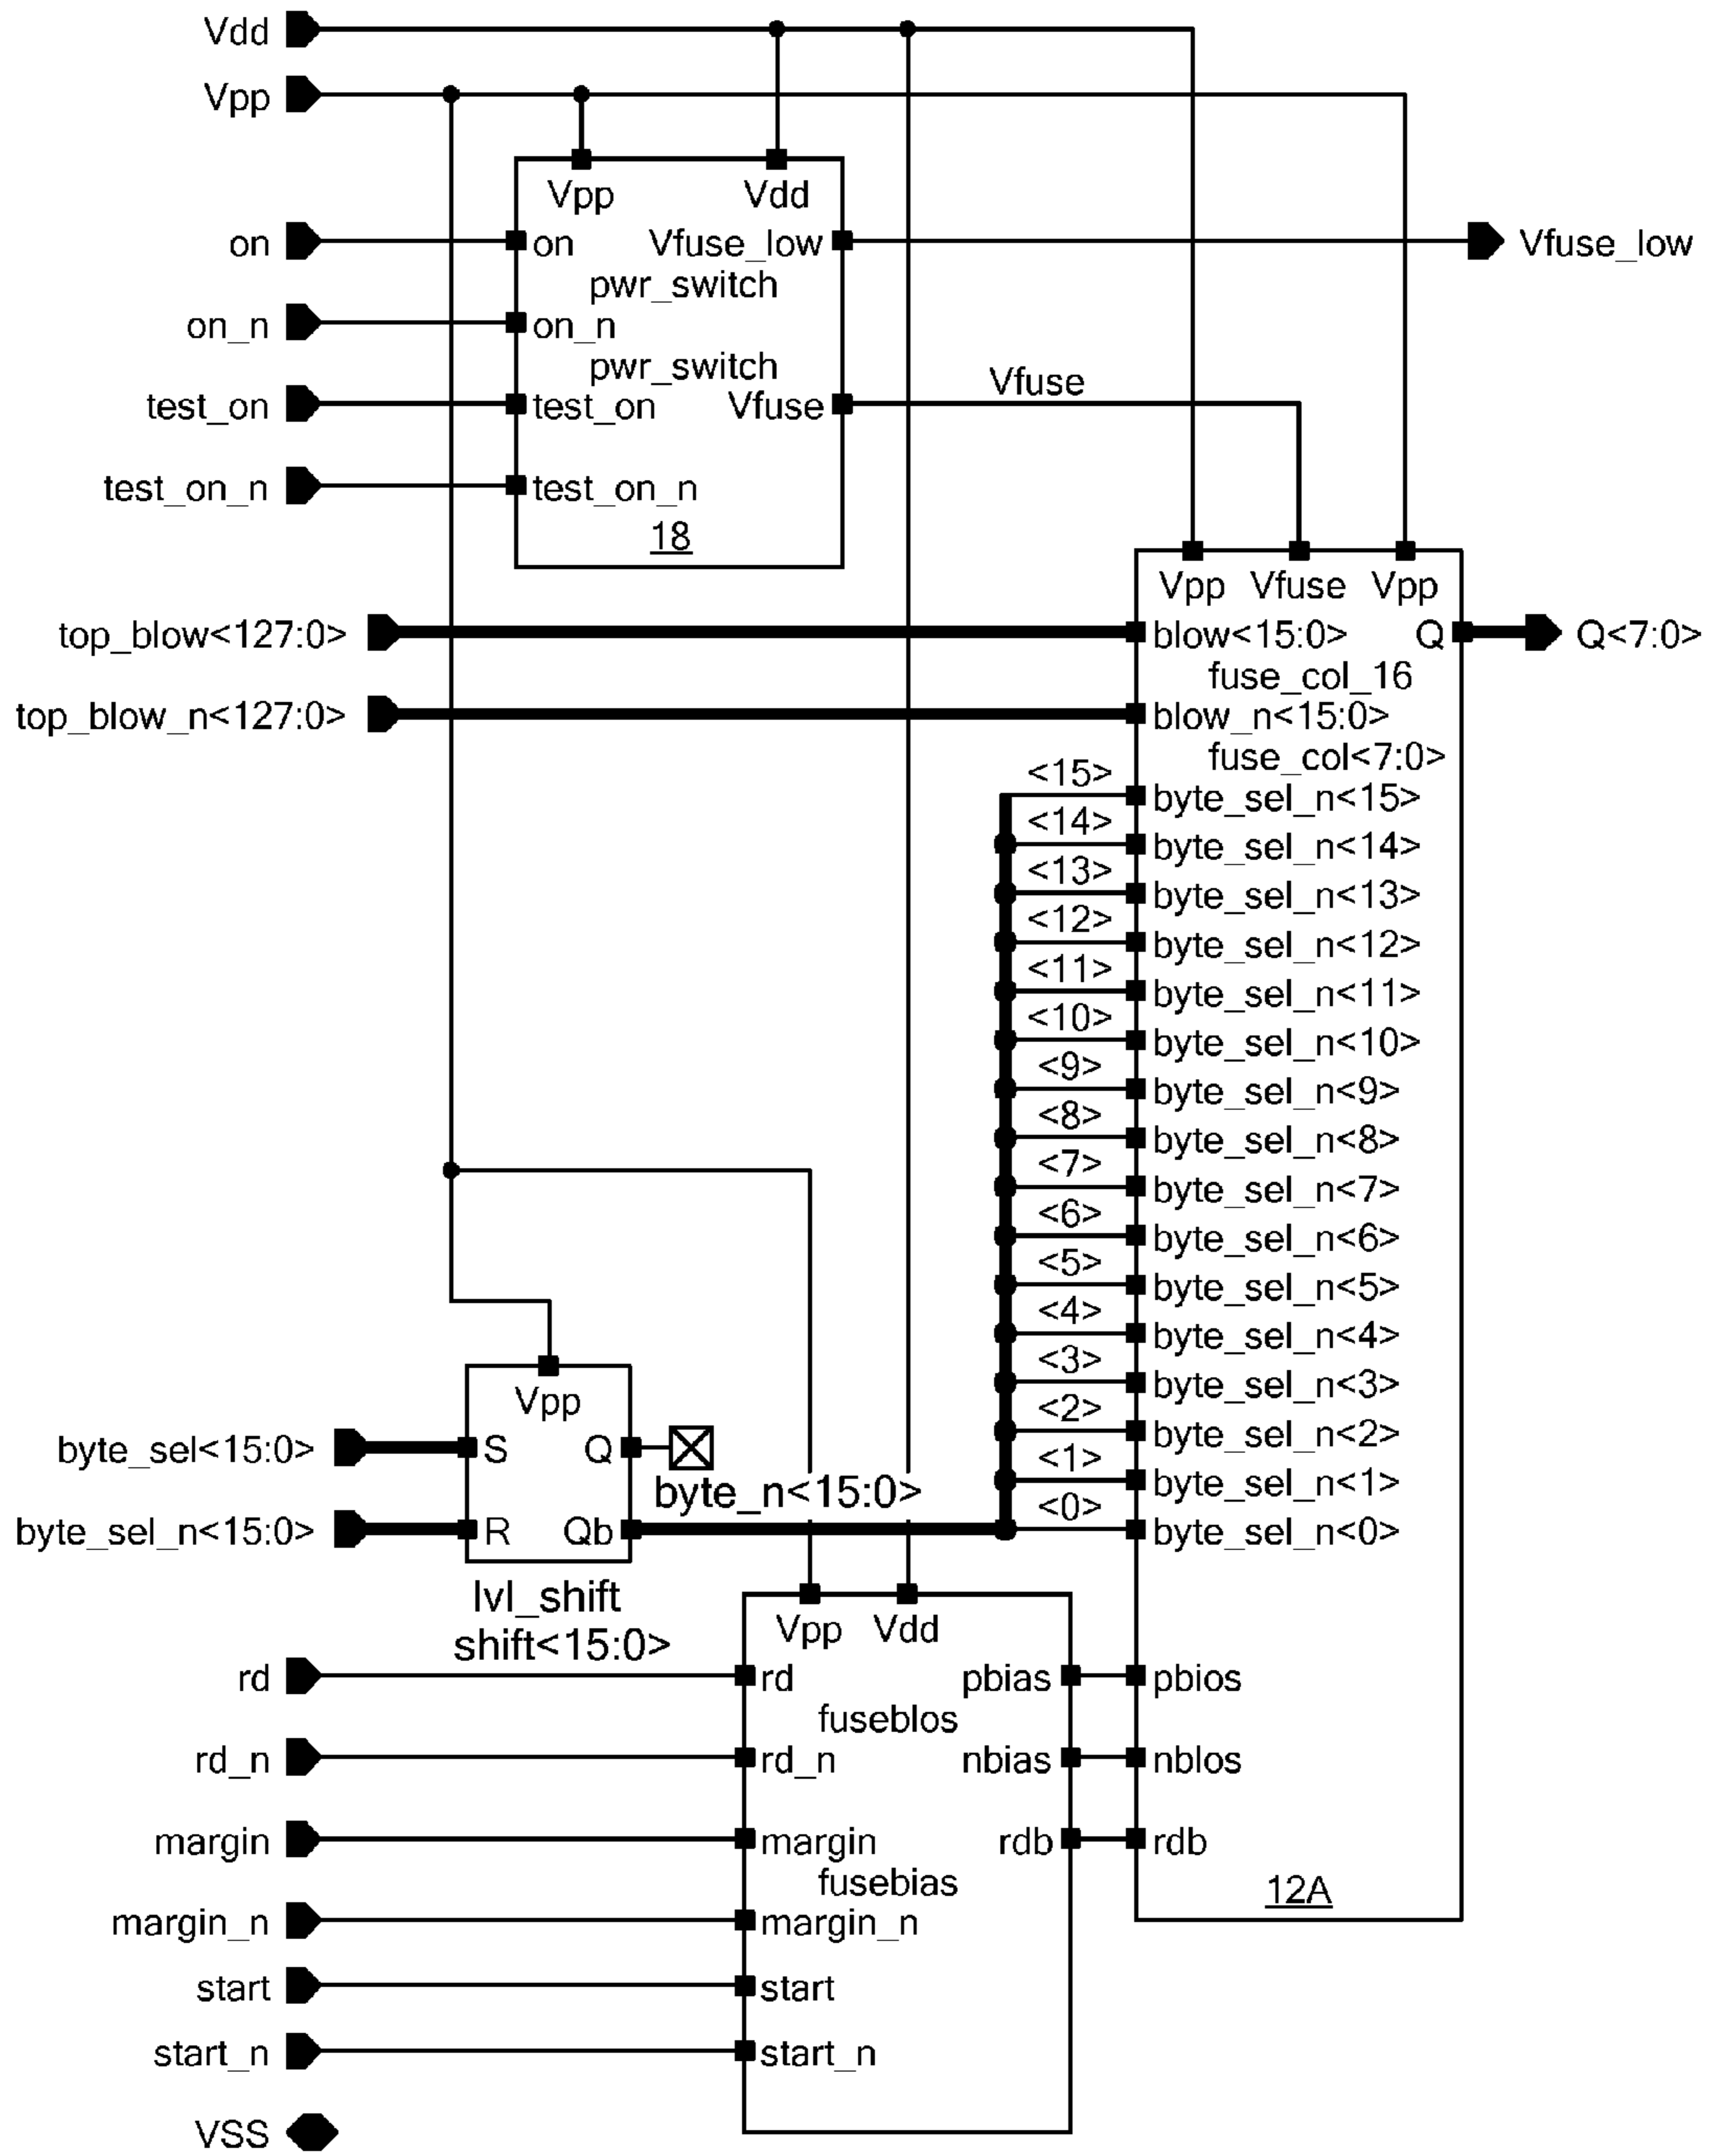 Vdd
Vpp
Vpp Vdd
on
on Vfuse_low
Vfuse_low
pwr_switch
on_n
on_n
pwr_switch
Vfuse
test_on
test_on Vfuse
test_on_n
test_on_n
18
Vpp Vfuse Vpp
top_blow<127:0>
blow<15:0> Q
Q<7:0>
fuse_col_16
top_blow_n<127:0>
blow_n<15:0>
fuse_col<7:0>
<15>
byte_sel_n<15>
<14>
byte_sel_n<14>
<13>
byte_sel_n<13>
<12>
byte_sel_n<12>
<11>
byte_sel_n<11>
<10>
byte_sel_n<10>
<9>
byte_sel_n<9>
<8>
byte_sel_n<8>
<7>
byte_sel_n<7>
<6>
byte_sel_n<6>
<5>
byte_sel_n<5>
<4>
byte_sel_n<4>
<3>
byte_sel_n<3>
<2>
byte_sel_n<2>
<1>
byte_sel_n<1>
<0>
byte_sel_n<0>
Vpp
byte_sel<15:0>
S Q
byte_n<15:0>
byte_sel_n<15:0>
R Qb
lvl_shift
shift<15:0>
Vpp Vdd
rd
rd pbias
pbios
fuseblos
rd_n
rd_n nbias
nblos
margin
margin rdb
rdb
fusebias
12A
margin_n
margin_n
start
start
start_n
start_n
VSS